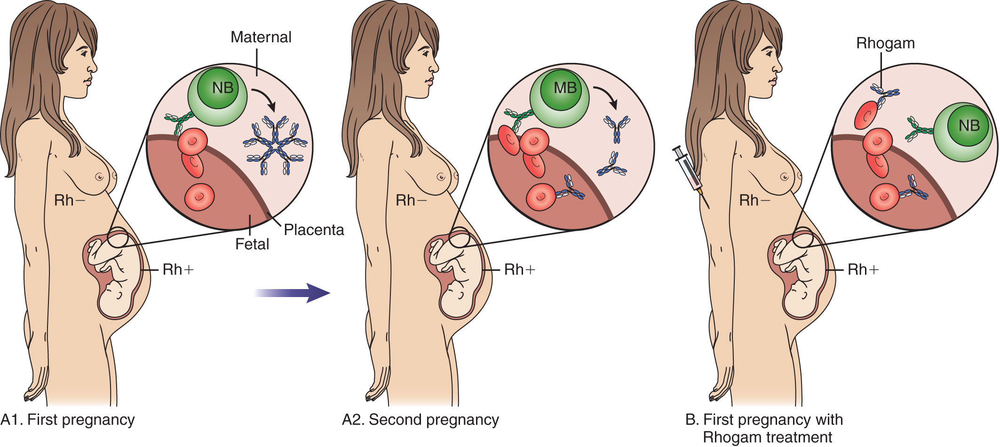 Maternal
NB
Rh−
Placenta
Fetal
Rh+
A1. First pregnancy
MB
Rh−
Rh+
A2. Second pregnancy
Rhogam
NB
Rh−
Rh+
B. First pregnancy with
Rhogam treatment